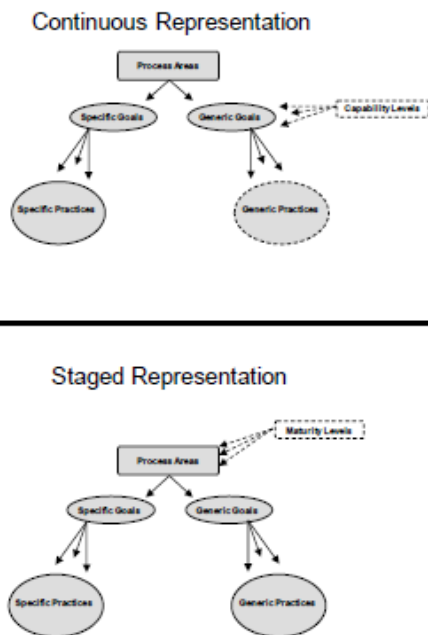 Continuous Representation
Process Areas
Specific Goals
Generic Goals
Capability Levels
Specific Practices
Generic Practices
Staged Representation
Maturity Levels
Process Areas
Specific Goals
Generic Goals
Specific Practices
Generic Practices